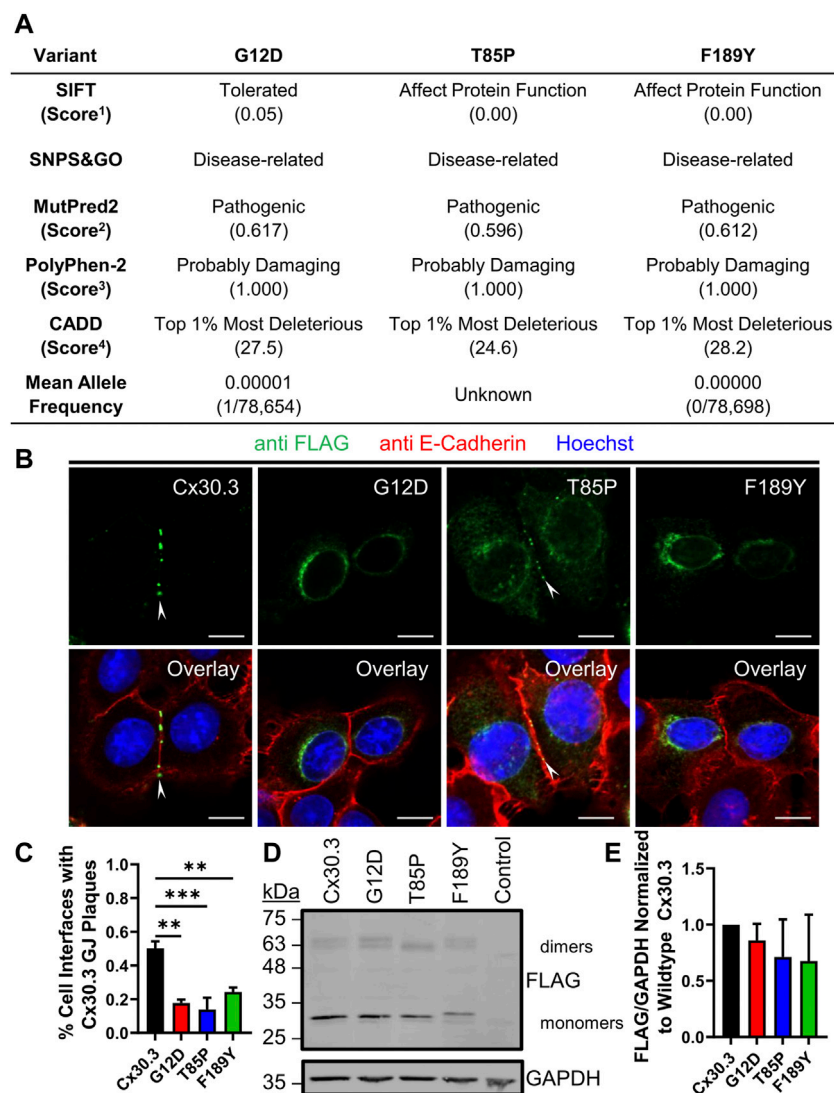 A
Variant G12D T85P F189Y
SIFT Tolerated Affect Protein Function Affect Protein Function
(Score¹) (0.05) (0.00) (0.00)
SNPS&GO Disease-related Disease-related Disease-related
MutPred2 Pathogenic Pathogenic Pathogenic
(Score²) (0.617) (0.596) (0.612)
PolyPhen-2 Probably Damaging Probably Damaging Probably Damaging
(Score³) (1.000) (1.000) (1.000)
CADD Top 1% Most Deleterious Top 1% Most Deleterious Top 1% Most Deleterious
(Score⁴) (27.5) (24.6) (28.2)
Mean Allele 0.00001 Unknown 0.00000
Frequency (1/78,654) (0/78,698)
anti FLAG anti E-Cadherin Hoechst
B
Cx30.3 G12D T85P F189Y
Overlay Overlay Overlay Overlay
C
% Cell Interfaces with
Cx30.3 GJ Plaques
1.0
0.8
0.6
0.4
0.2
0.0
**
***
**
Cx30.3 G12D T85P F189Y
D
kDa
Cx30.3 G12D T85P F189Y Control
75
63
48
35
25
35
dimers
FLAG
monomers
GAPDH
E
FLAG/GAPDH Normalized
to Wildtype Cx30.3
1.5
1.0
0.5
0.0
Cx30.3 G12D T85P F189Y